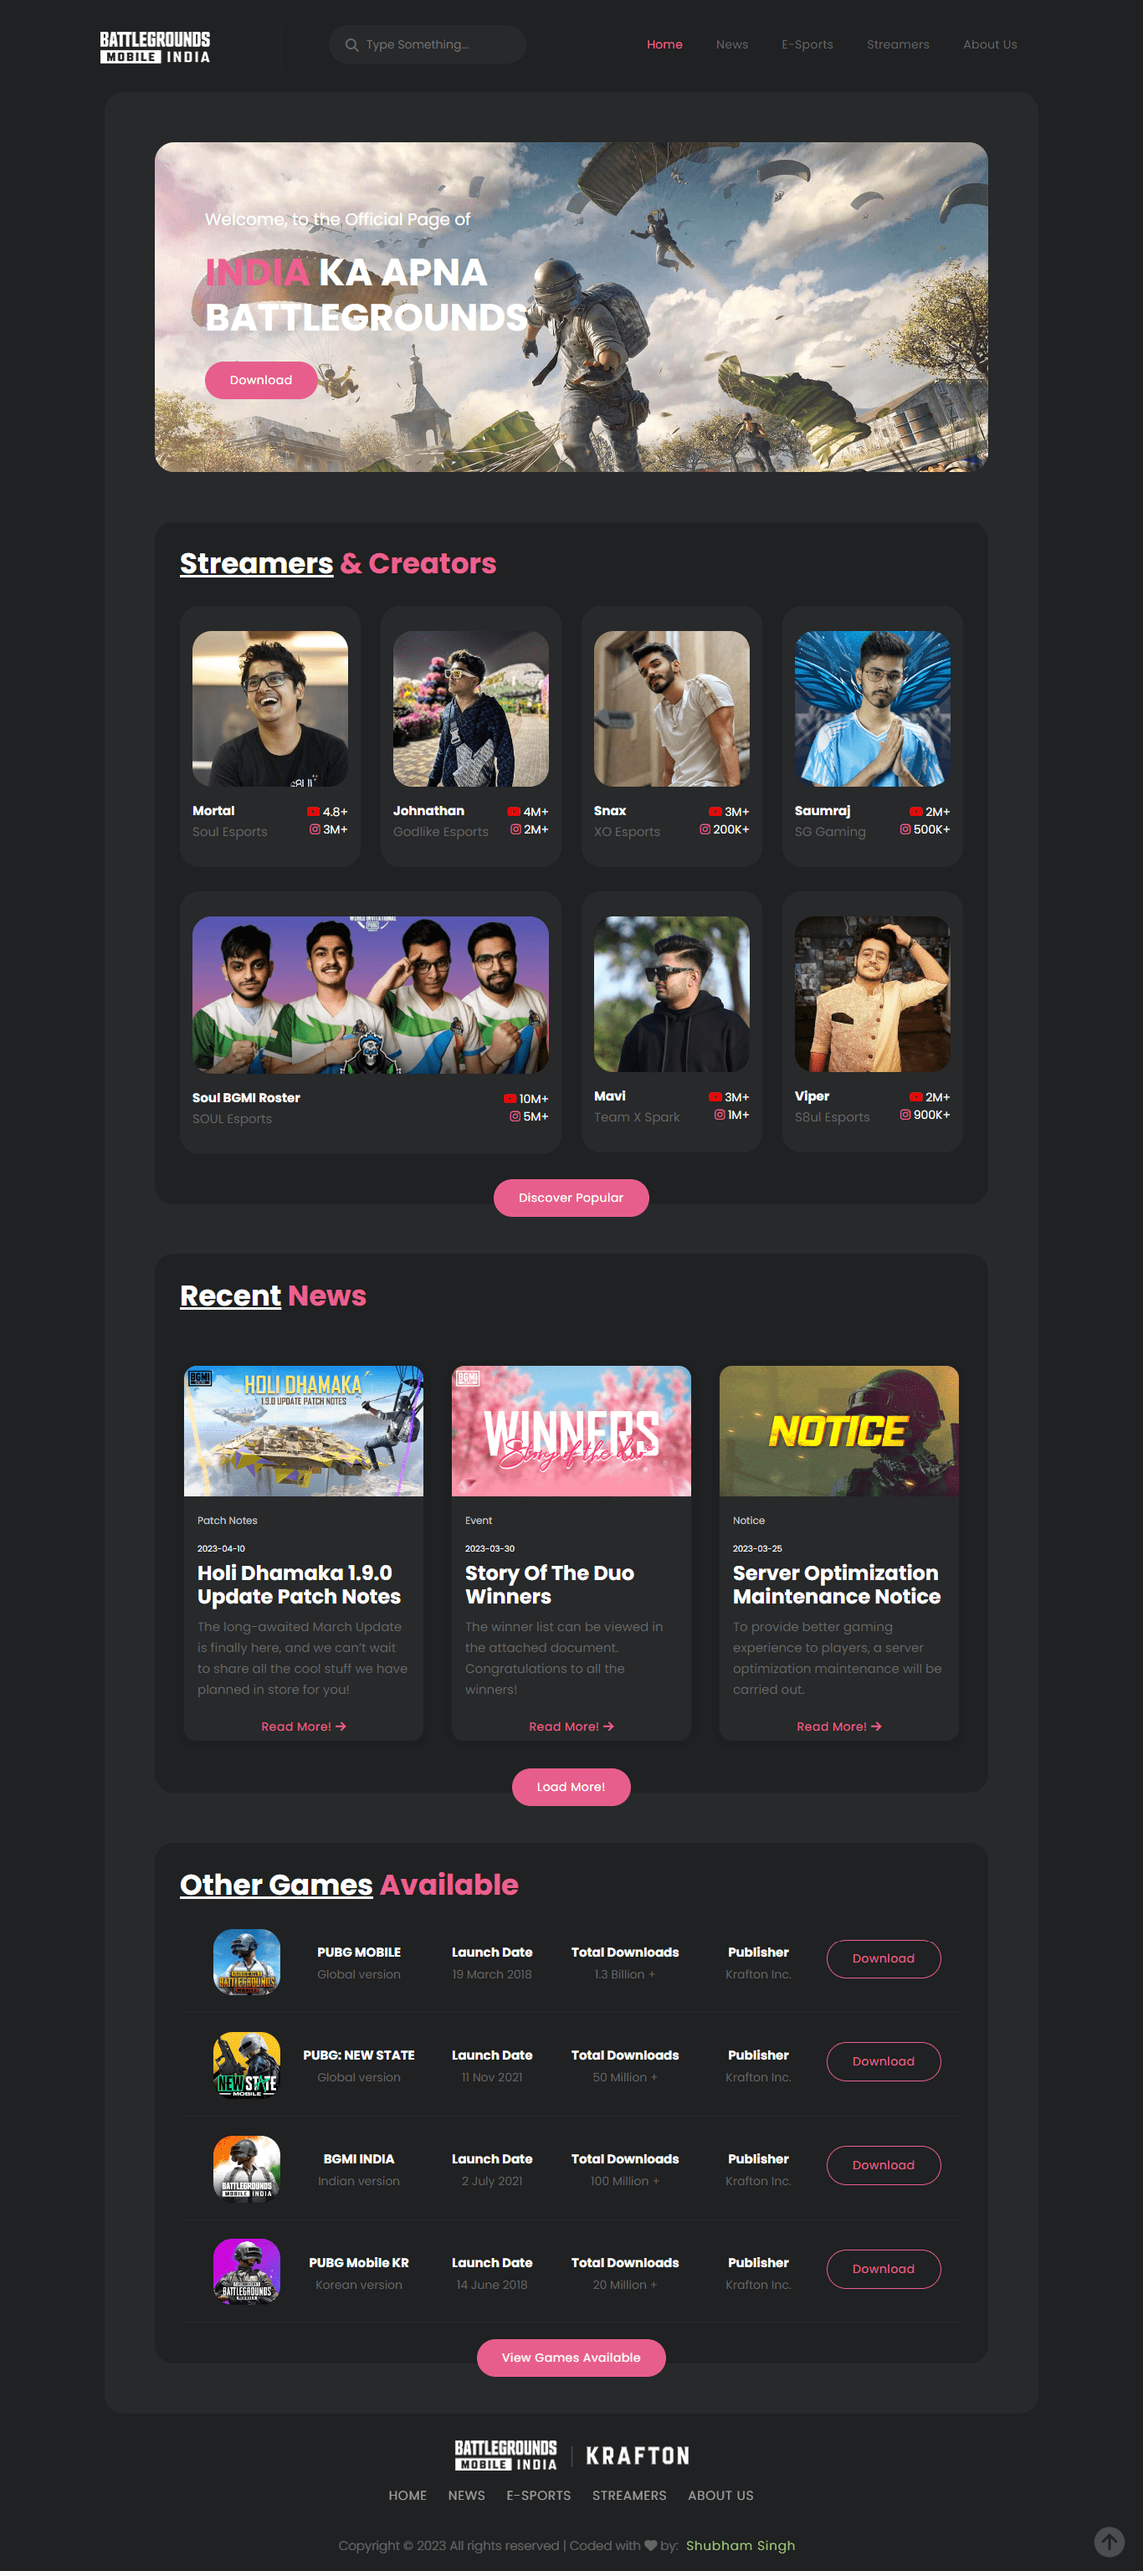 BATTLEGROUNDS
MOBILE INDIA
Type Something...
Home
News
E-Sports
Streamers
About Us
Welcome, to the Official Page of
INDIA KA APNA
BATTLEGROUNDS
Download
Streamers & Creators
Mortal
4.8+
Soul Esports
3M+
Johnathan
4M+
Godlike Esports
2M+
Snax
3M+
XO Esports
200K+
Saumraj
2M+
SG Gaming
500K+
Soul BGMI Roster
10M+
SOUL Esports
5M+
Mavi
3M+
Team X Spark
1M+
Viper
2M+
S8ul Esports
900K+
Discover Popular
Recent News
BGMI
HOLI DHAMAKA
1.9.0 UPDATE PATCH NOTES
Patch Notes
2023-04-10
Holi Dhamaka 1.9.0
Update Patch Notes
The long-awaited March Update
is finally here, and we can't wait
to share all the cool stuff we have
planned in store for you!
Read More!
BGMI
WINNERS
Story of the duo
Event
2023-03-30
Story Of The Duo
Winners
The winner list can be viewed in
the attached document.
Congratulations to all the
winners!
Read More!
NOTICE
Notice
2023-03-25
Server Optimization
Maintenance Notice
To provide better gaming
experience to players, a server
optimization maintenance will be
carried out.
Read More!
Load More!
Other Games Available
BATTLEGROUNDS
PUBG MOBILE
Launch Date
Total Downloads
Publisher
Download
Global version
19 March 2018
1.3 Billion +
Krafton Inc.
NEW STATE
MOBILE
PUBG: NEW STATE
Launch Date
Total Downloads
Publisher
Download
Global version
11 Nov 2021
50 Million +
Krafton Inc.
BATTLEGROUNDS
MOBILE INDIA
BGMI INDIA
Launch Date
Total Downloads
Publisher
Download
Indian version
2 July 2021
100 Million +
Krafton Inc.
BATTLEGROUNDS
PUBG Mobile KR
Launch Date
Total Downloads
Publisher
Download
Korean version
14 June 2018
20 Million +
Krafton Inc.
View Games Available
BATTLEGROUNDS
MOBILE INDIA
| KRAFTON
HOME
NEWS
E-SPORTS
STREAMERS
ABOUT US
Copyright © 2023 All rights reserved | Coded with ♥ by: Shubham Singh